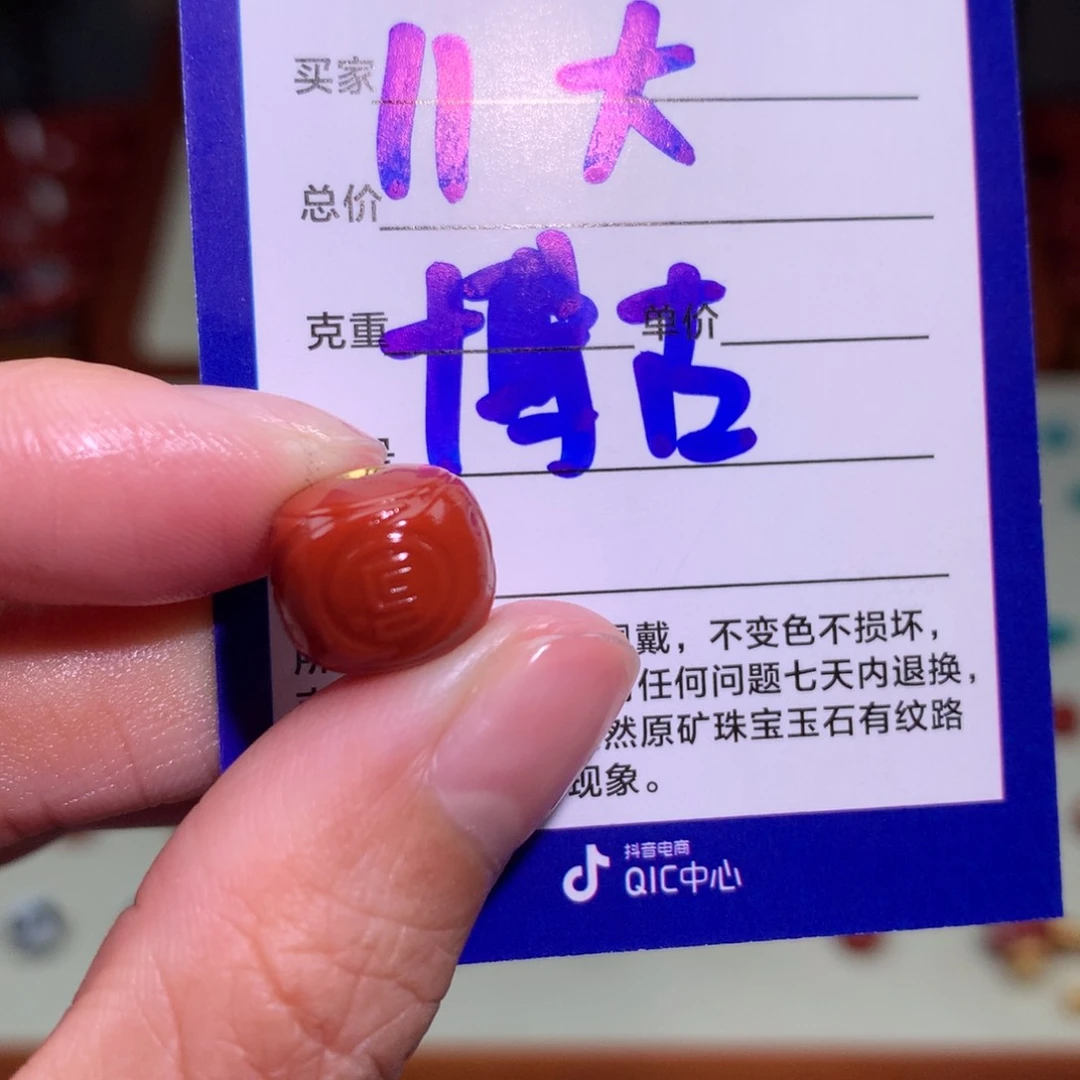 买家 11 大
总价
克重 博古 单价
戴，不变色不损坏，
任何问题七天内退换，
然原矿珠宝玉石有纹路
现象。
抖音电商
QIC中心